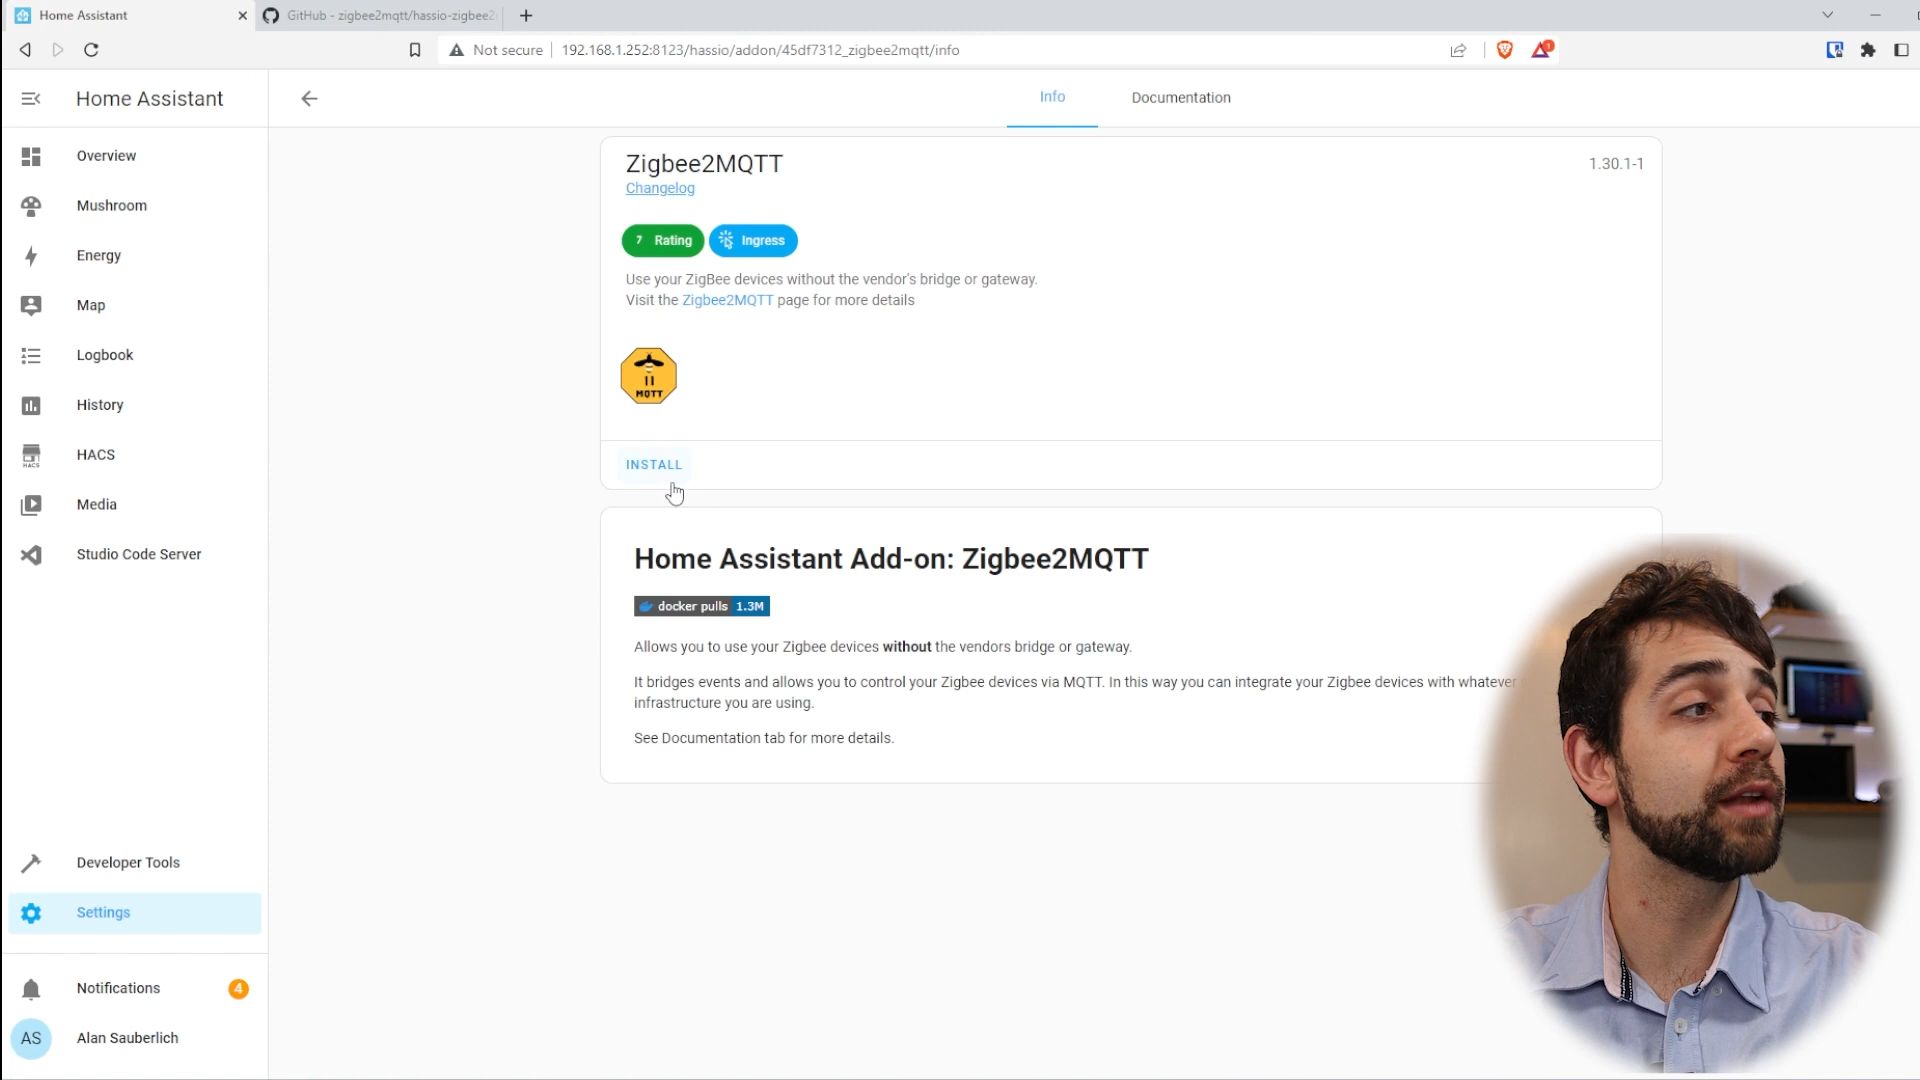 Home Assistant
GitHub - zigbee2mqtt/hassio-zigbee2
Not secure
192.168.1.252:8123/hassio/addon/45df7312_zigbee2mqtt/info
1
Home Assistant
Info
Documentation
Overview
Mushroom
Energy
Map
Logbook
History
HACS
HACS
Media
Studio Code Server
Developer Tools
Settings
Notifications
4
AS
Alan Sauberlich
Zigbee2MQTT
1.30.1-1
Changelog
7 Rating
Ingress
Use your ZigBee devices without the vendor's bridge or gateway.
Visit the Zigbee2MQTT page for more details
MQTT
INSTALL
Home Assistant Add-on: Zigbee2MQTT
docker pulls 1.3M
Allows you to use your Zigbee devices without the vendors bridge or gateway.
It bridges events and allows you to control your Zigbee devices via MQTT. In this way you can integrate your Zigbee devices with whatever
infrastructure you are using.
See Documentation tab for more details.